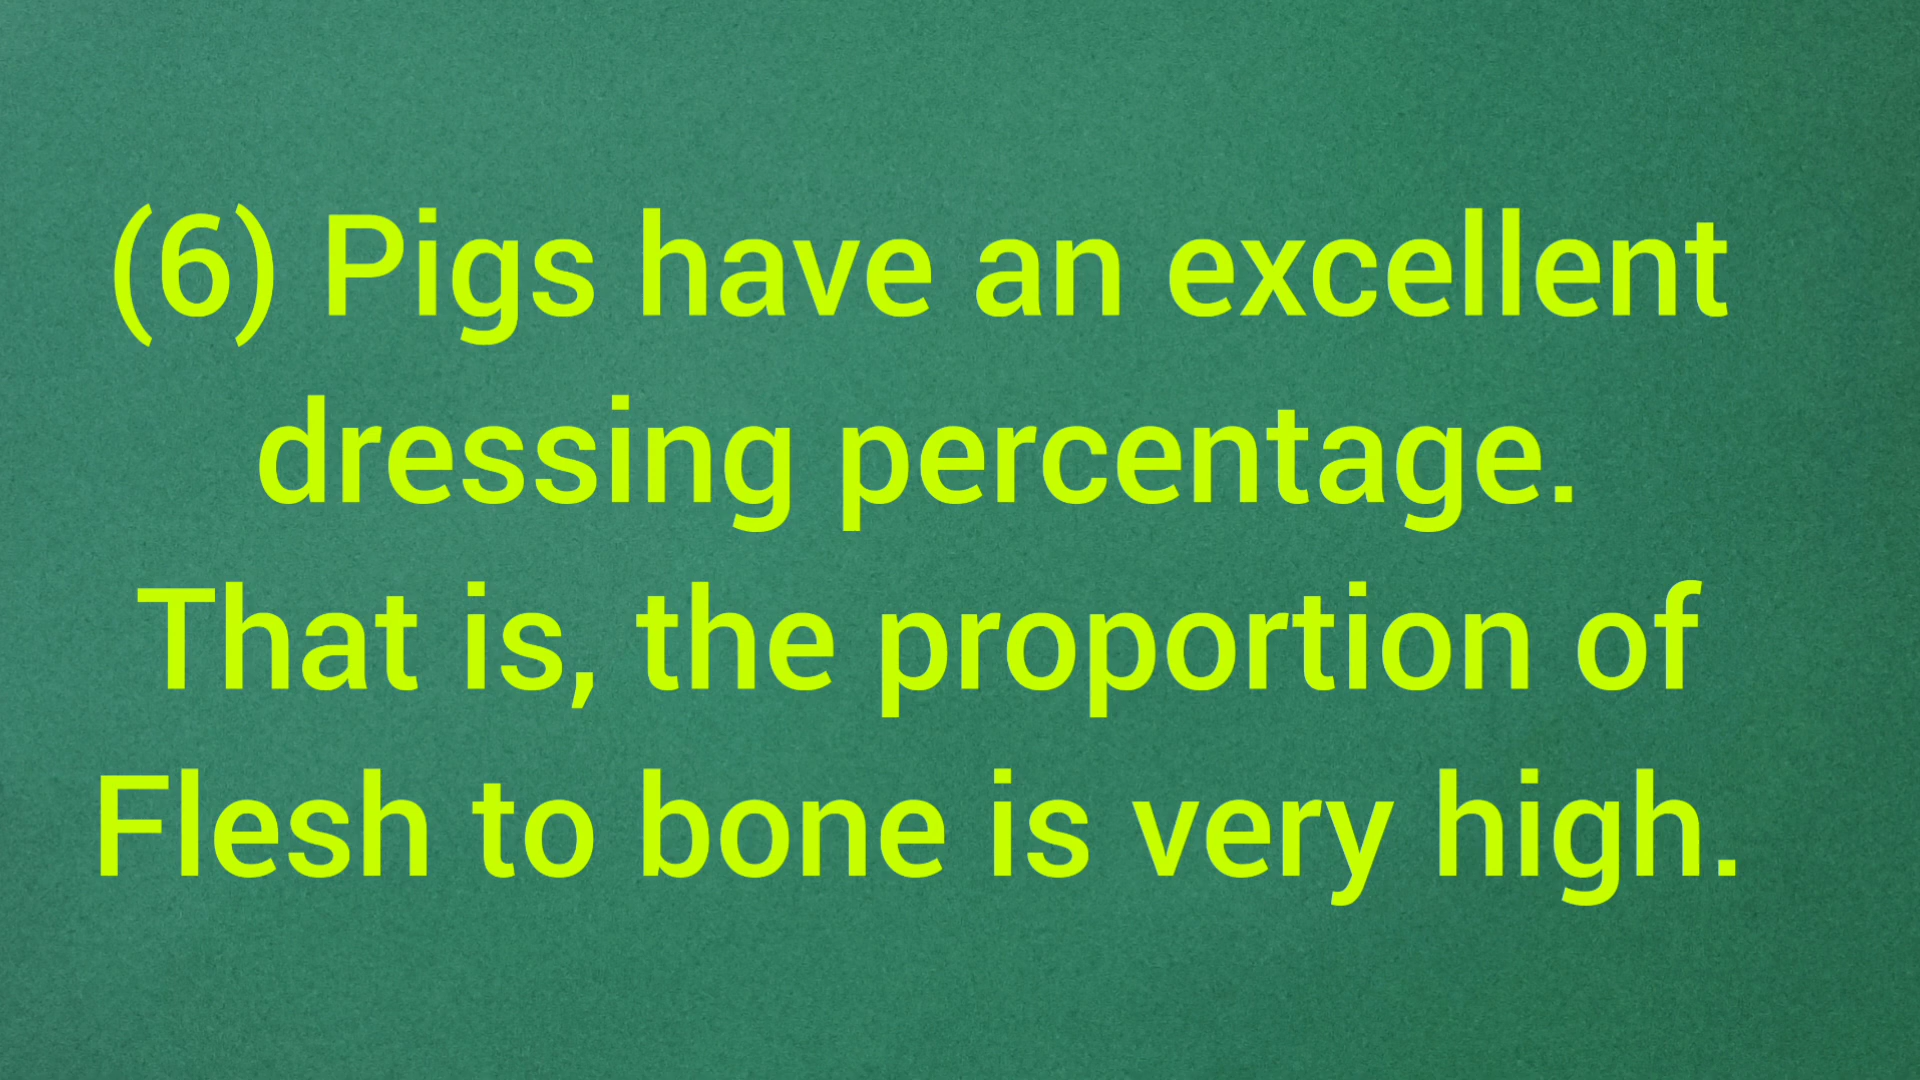 (6) Pigs have an excellent
dressing percentage.
That is, the proportion of
Flesh to bone is very high.